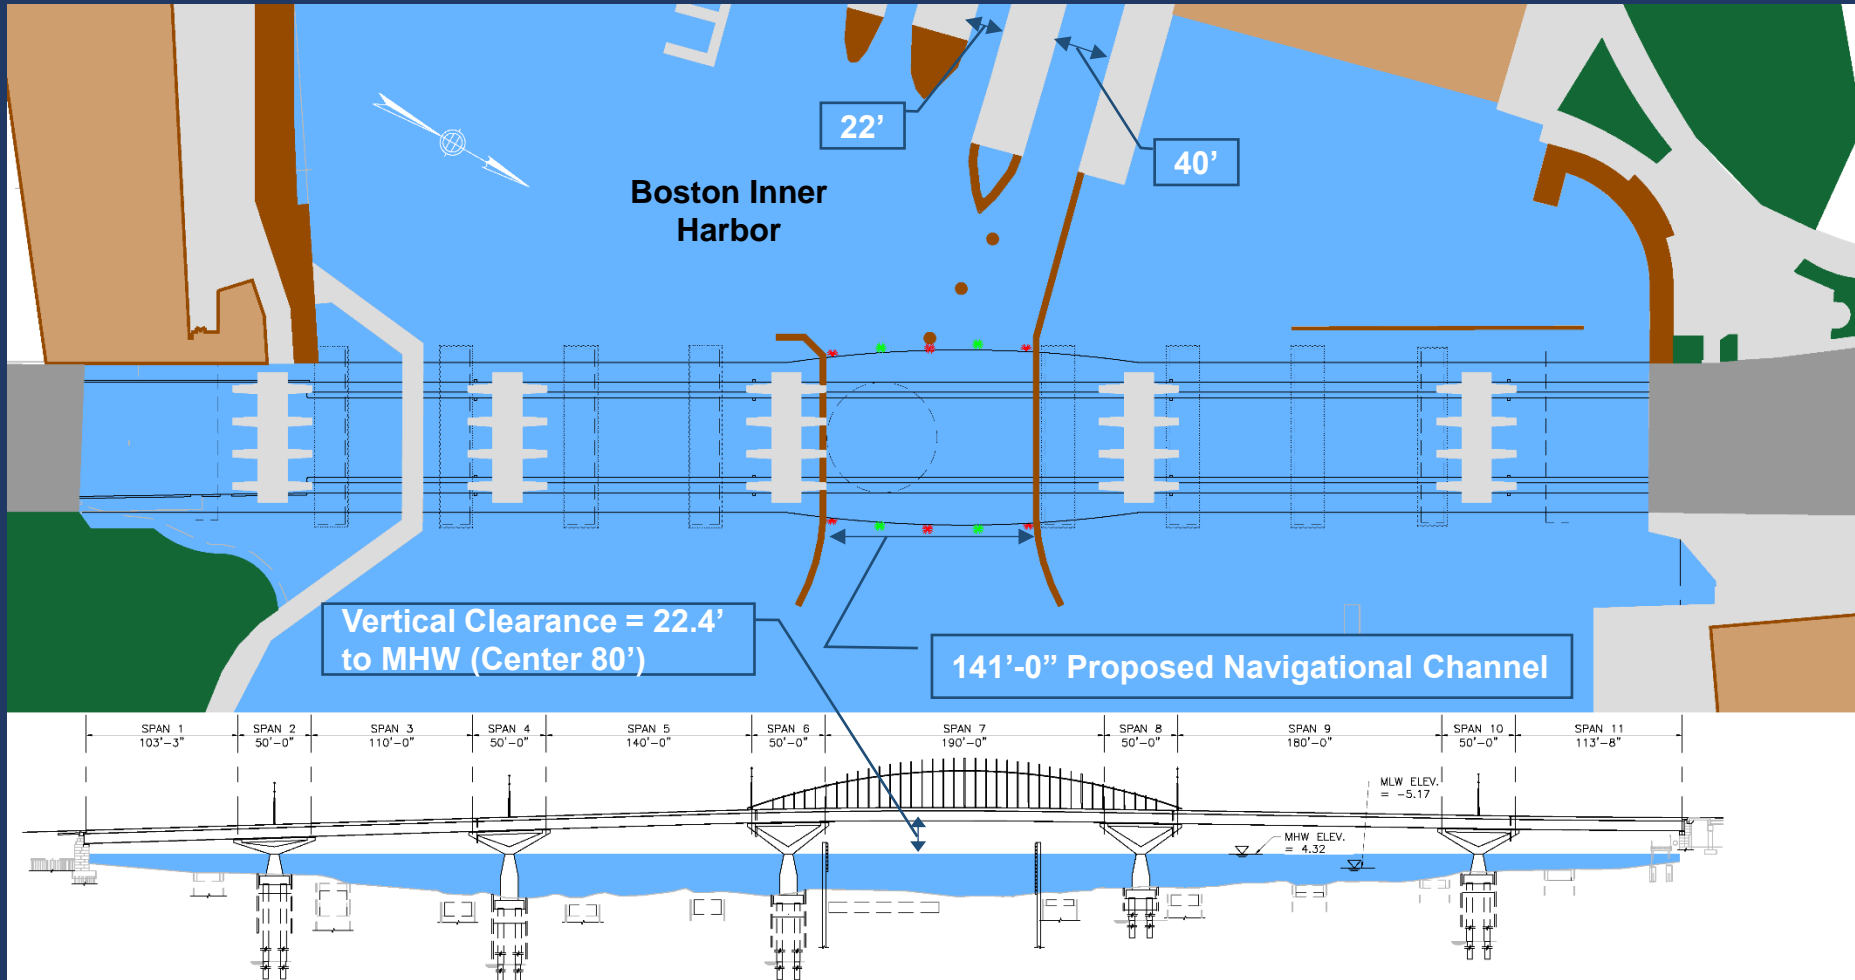 22’
40’
Boston Inner
Harbor
Vertical Clearance = 22.4’
to MHW (Center 80’)
141’-0” Proposed Navigational Channel
SPAN 1
103'-3"
SPAN 2
50'-0"
SPAN 3
110'-0"
SPAN 4
50'-0"
SPAN 5
140'-0"
SPAN 6
50'-0"
SPAN 7
190'-0"
SPAN 8
50'-0"
SPAN 9
180'-0"
SPAN 10
50'-0"
SPAN 11
113'-8"
MLW ELEV.
= -5.17
MHW ELEV.
= 4.32